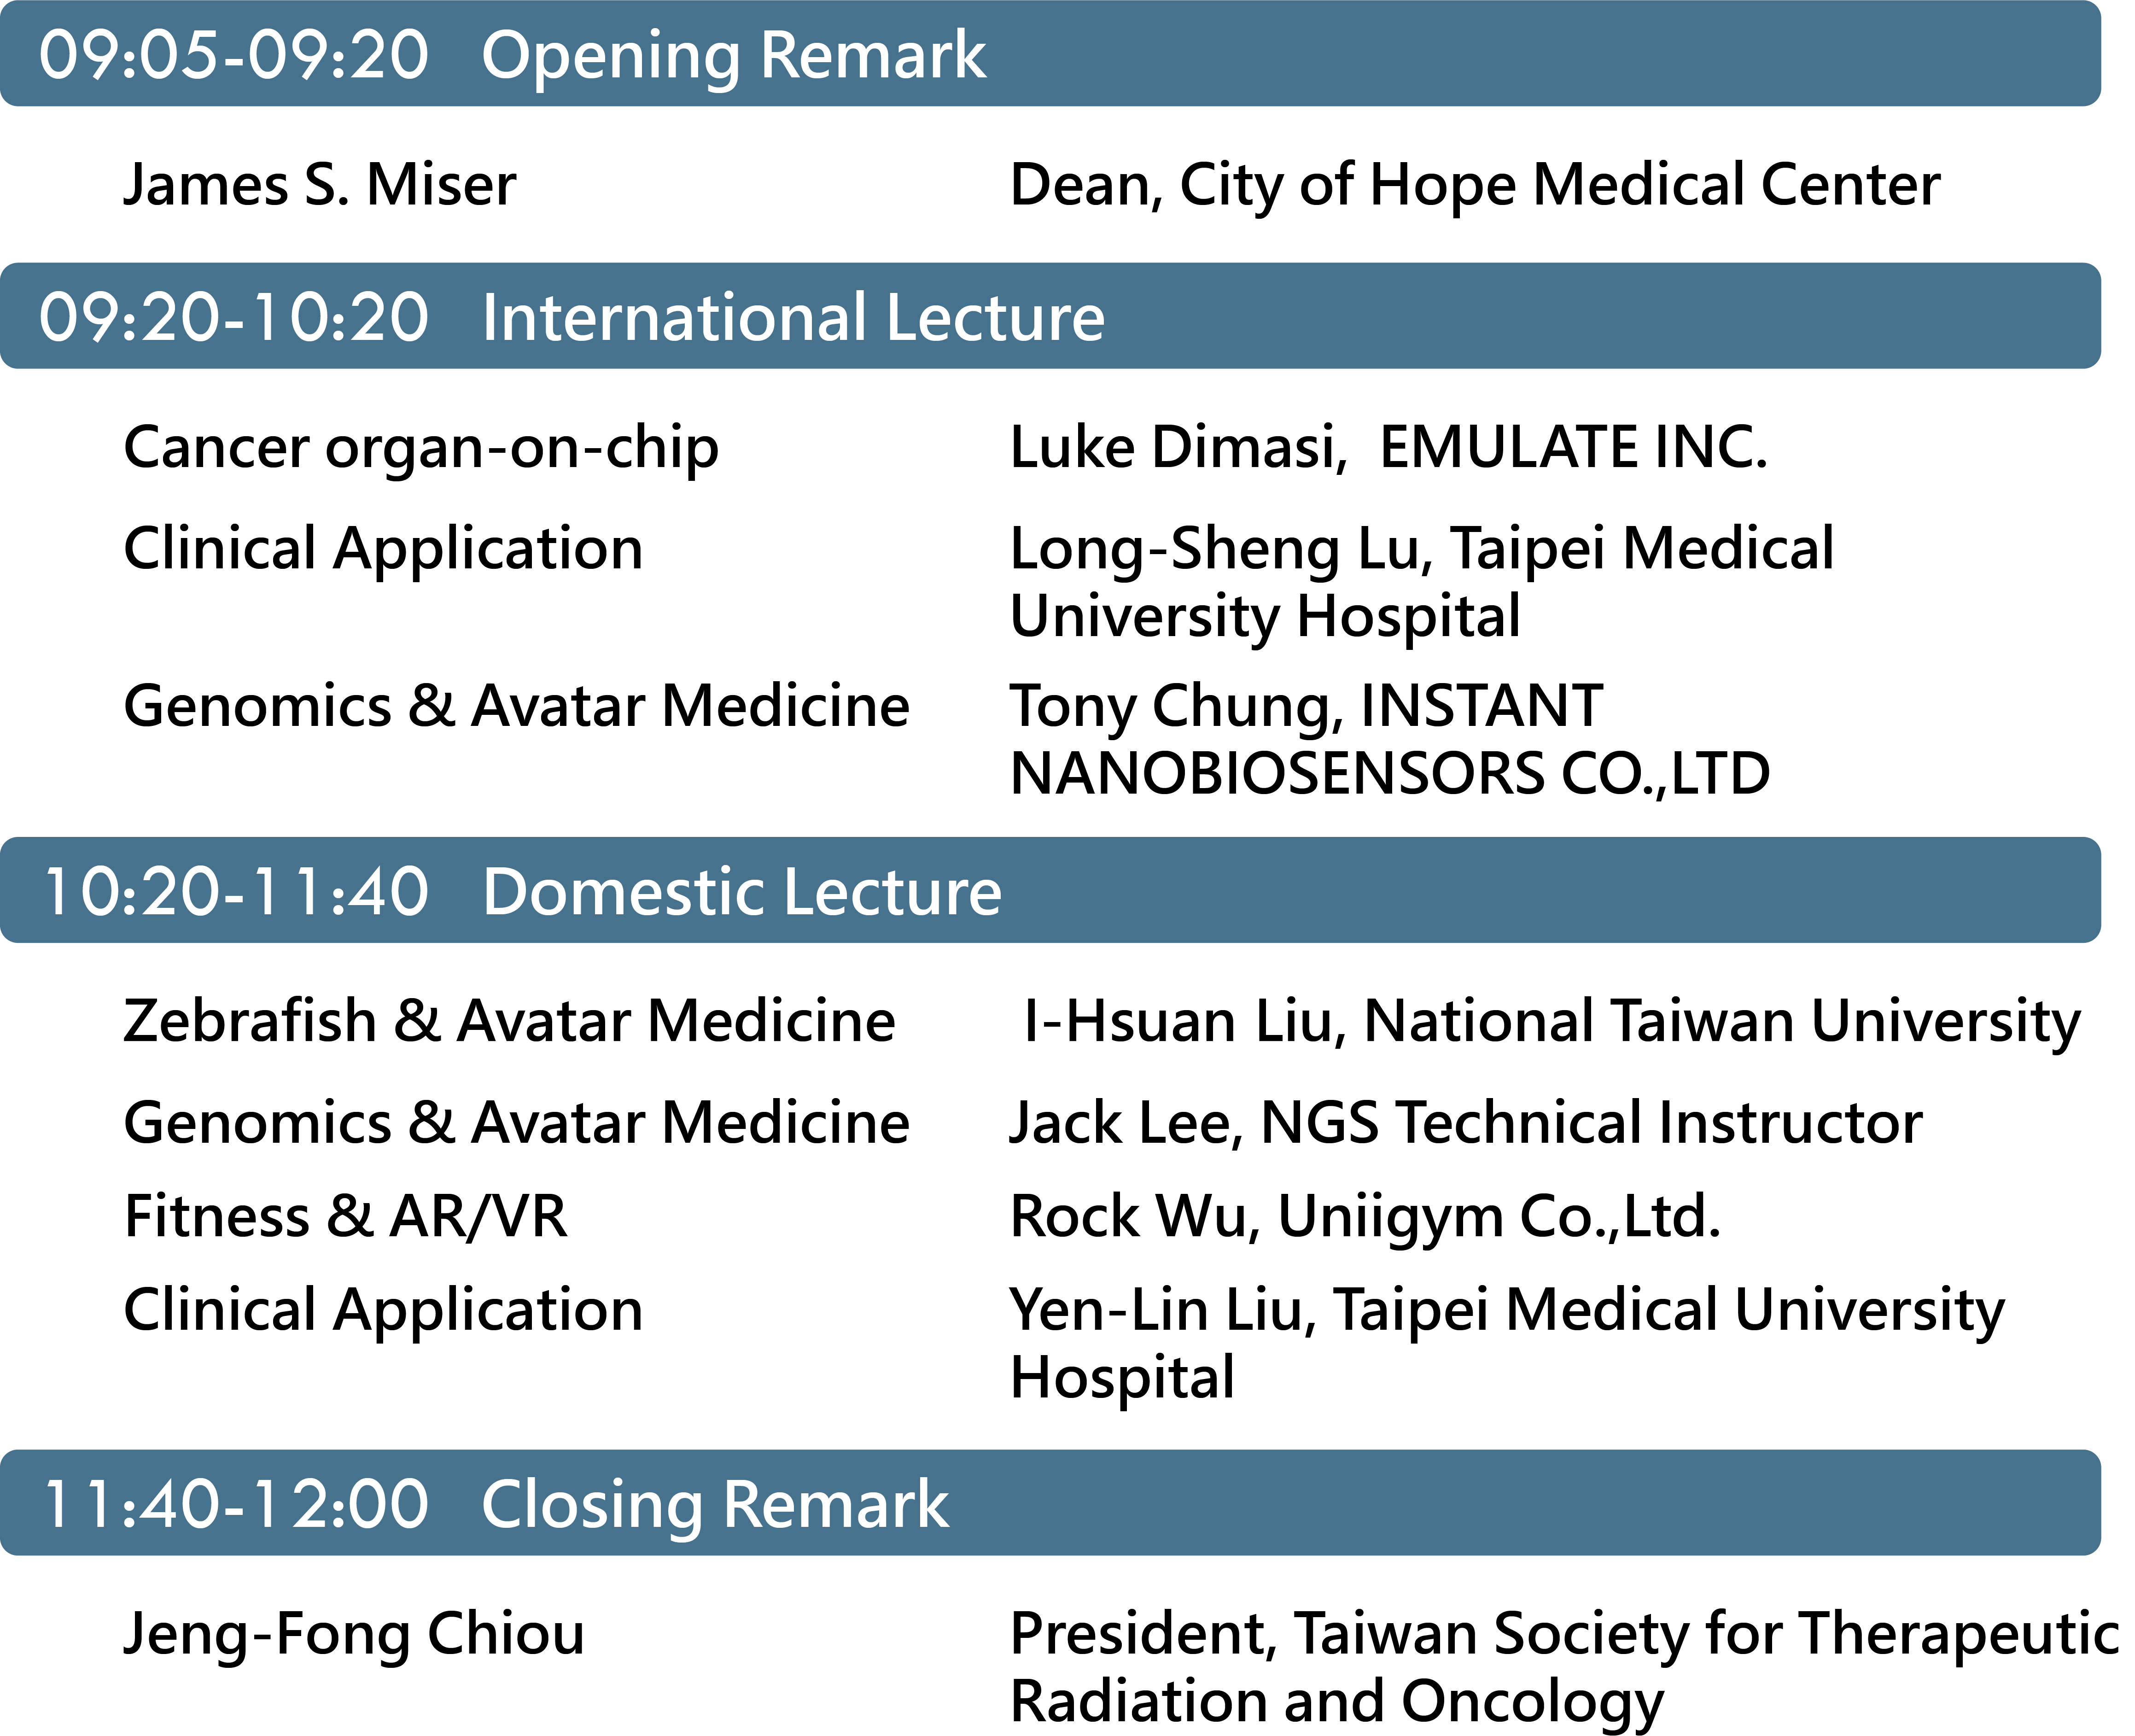 09:05-09:20 Opening Remark
James S. Miser Dean, City of Hope Medical Center
09:20-10:20 International Lecture
Cancer organ-on-chip Luke Dimasi, EMULATE INC.
Clinical Application Long-Sheng Lu, Taipei Medical
University Hospital
Genomics & Avatar Medicine Tony Chung, INSTANT
NANOBIOSENSORS CO.,LTD
10:20-11:40 Domestic Lecture
Zebrafish & Avatar Medicine I-Hsuan Liu, National Taiwan University
Genomics & Avatar Medicine Jack Lee, NGS Technical Instructor
Fitness & AR/VR Rock Wu, Uniigym Co.,Ltd.
Clinical Application Yen-Lin Liu, Taipei Medical University
Hospital
11:40-12:00 Closing Remark
Jeng-Fong Chiou President, Taiwan Society for Therapeutic
Radiation and Oncology